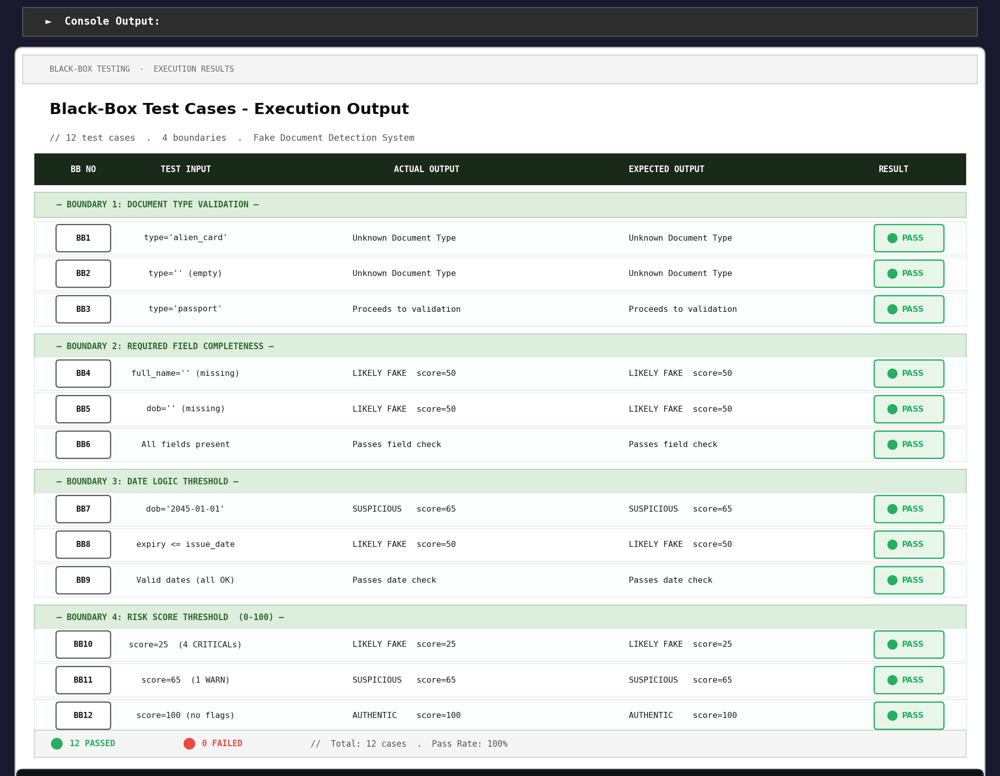 ► Console Output:
BLACK-BOX TESTING · EXECUTION RESULTS
Black-Box Test Cases - Execution Output
// 12 test cases . 4 boundaries . Fake Document Detection System
BB NO TEST INPUT ACTUAL OUTPUT EXPECTED OUTPUT RESULT
— BOUNDARY 1: DOCUMENT TYPE VALIDATION —
BB1 type='alien_card' Unknown Document Type Unknown Document Type PASS
BB2 type='' (empty) Unknown Document Type Unknown Document Type PASS
BB3 type='passport' Proceeds to validation Proceeds to validation PASS
— BOUNDARY 2: REQUIRED FIELD COMPLETENESS —
BB4 full_name='' (missing) LIKELY FAKE score=50 LIKELY FAKE score=50 PASS
BB5 dob='' (missing) LIKELY FAKE score=50 LIKELY FAKE score=50 PASS
BB6 All fields present Passes field check Passes field check PASS
— BOUNDARY 3: DATE LOGIC THRESHOLD —
BB7 dob='2045-01-01' SUSPICIOUS score=65 SUSPICIOUS score=65 PASS
BB8 expiry <= issue_date LIKELY FAKE score=50 LIKELY FAKE score=50 PASS
BB9 Valid dates (all OK) Passes date check Passes date check PASS
— BOUNDARY 4: RISK SCORE THRESHOLD (0-100) —
BB10 score=25 (4 CRITICALs) LIKELY FAKE score=25 LIKELY FAKE score=25 PASS
BB11 score=65 (1 WARN) SUSPICIOUS score=65 SUSPICIOUS score=65 PASS
BB12 score=100 (no flags) AUTHENTIC score=100 AUTHENTIC score=100 PASS
12 PASSED 0 FAILED // Total: 12 cases . Pass Rate: 100%